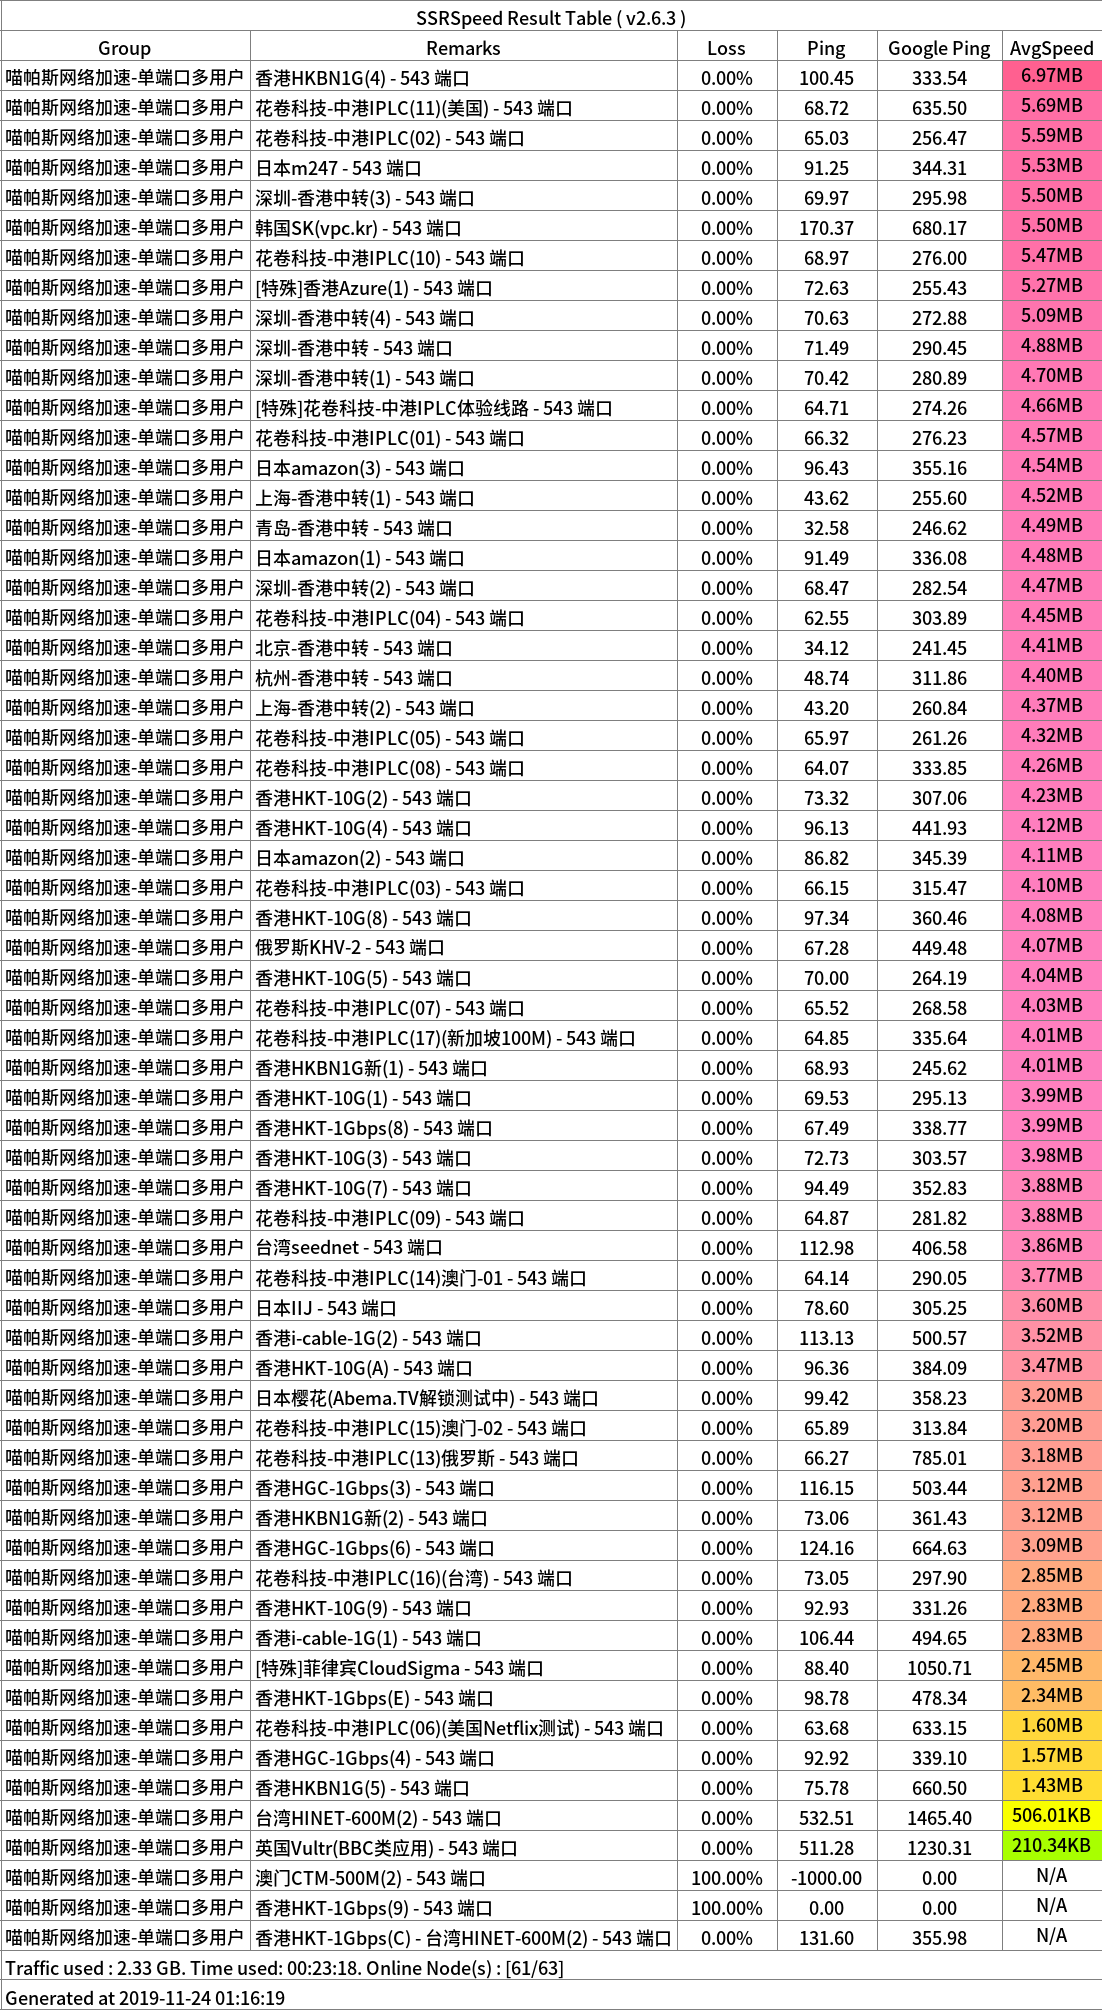 SSRSpeed Result Table ( v2.6.3 )
Group Remarks Loss Ping Google Ping AvgSpeed
喵帕斯网络加速-单端口多用户 香港HKBN1G(4) - 543 端口 0.00% 100.45 333.54 6.97MB
喵帕斯网络加速-单端口多用户 花卷科技-中港IPLC(11)(美国) - 543 端口 0.00% 68.72 635.50 5.69MB
喵帕斯网络加速-单端口多用户 花卷科技-中港IPLC(02) - 543 端口 0.00% 65.03 256.47 5.59MB
喵帕斯网络加速-单端口多用户 日本m247 - 543 端口 0.00% 91.25 344.31 5.53MB
喵帕斯网络加速-单端口多用户 深圳-香港中转(3) - 543 端口 0.00% 69.97 295.98 5.50MB
喵帕斯网络加速-单端口多用户 韩国SK(vpc.kr) - 543 端口 0.00% 170.37 680.17 5.50MB
喵帕斯网络加速-单端口多用户 花卷科技-中港IPLC(10) - 543 端口 0.00% 68.97 276.00 5.47MB
喵帕斯网络加速-单端口多用户 [特殊]香港Azure(1) - 543 端口 0.00% 72.63 255.43 5.27MB
喵帕斯网络加速-单端口多用户 深圳-香港中转(4) - 543 端口 0.00% 70.63 272.88 5.09MB
喵帕斯网络加速-单端口多用户 深圳-香港中转 - 543 端口 0.00% 71.49 290.45 4.88MB
喵帕斯网络加速-单端口多用户 深圳-香港中转(1) - 543 端口 0.00% 70.42 280.89 4.70MB
喵帕斯网络加速-单端口多用户 [特殊]花卷科技-中港IPLC体验线路 - 543 端口 0.00% 64.71 274.26 4.66MB
喵帕斯网络加速-单端口多用户 花卷科技-中港IPLC(01) - 543 端口 0.00% 66.32 276.23 4.57MB
喵帕斯网络加速-单端口多用户 日本amazon(3) - 543 端口 0.00% 96.43 355.16 4.54MB
喵帕斯网络加速-单端口多用户 上海-香港中转(1) - 543 端口 0.00% 43.62 255.60 4.52MB
喵帕斯网络加速-单端口多用户 青岛-香港中转 - 543 端口 0.00% 32.58 246.62 4.49MB
喵帕斯网络加速-单端口多用户 日本amazon(1) - 543 端口 0.00% 91.49 336.08 4.48MB
喵帕斯网络加速-单端口多用户 深圳-香港中转(2) - 543 端口 0.00% 68.47 282.54 4.47MB
喵帕斯网络加速-单端口多用户 花卷科技-中港IPLC(04) - 543 端口 0.00% 62.55 303.89 4.45MB
喵帕斯网络加速-单端口多用户 北京-香港中转 - 543 端口 0.00% 34.12 241.45 4.41MB
喵帕斯网络加速-单端口多用户 杭州-香港中转 - 543 端口 0.00% 48.74 311.86 4.40MB
喵帕斯网络加速-单端口多用户 上海-香港中转(2) - 543 端口 0.00% 43.20 260.84 4.37MB
喵帕斯网络加速-单端口多用户 花卷科技-中港IPLC(05) - 543 端口 0.00% 65.97 261.26 4.32MB
喵帕斯网络加速-单端口多用户 花卷科技-中港IPLC(08) - 543 端口 0.00% 64.07 333.85 4.26MB
喵帕斯网络加速-单端口多用户 香港HKT-10G(2) - 543 端口 0.00% 73.32 307.06 4.23MB
喵帕斯网络加速-单端口多用户 香港HKT-10G(4) - 543 端口 0.00% 96.13 441.93 4.12MB
喵帕斯网络加速-单端口多用户 日本amazon(2) - 543 端口 0.00% 86.82 345.39 4.11MB
喵帕斯网络加速-单端口多用户 花卷科技-中港IPLC(03) - 543 端口 0.00% 66.15 315.47 4.10MB
喵帕斯网络加速-单端口多用户 香港HKT-10G(8) - 543 端口 0.00% 97.34 360.46 4.08MB
喵帕斯网络加速-单端口多用户 俄罗斯KHV-2 - 543 端口 0.00% 67.28 449.48 4.07MB
喵帕斯网络加速-单端口多用户 香港HKT-10G(5) - 543 端口 0.00% 70.00 264.19 4.04MB
喵帕斯网络加速-单端口多用户 花卷科技-中港IPLC(07) - 543 端口 0.00% 65.52 268.58 4.03MB
喵帕斯网络加速-单端口多用户 花卷科技-中港IPLC(17)(新加坡100M) - 543 端口 0.00% 64.85 335.64 4.01MB
喵帕斯网络加速-单端口多用户 香港HKBN1G新(1) - 543 端口 0.00% 68.93 245.62 4.01MB
喵帕斯网络加速-单端口多用户 香港HKT-10G(1) - 543 端口 0.00% 69.53 295.13 3.99MB
喵帕斯网络加速-单端口多用户 香港HKT-1Gbps(8) - 543 端口 0.00% 67.49 338.77 3.99MB
喵帕斯网络加速-单端口多用户 香港HKT-10G(3) - 543 端口 0.00% 72.73 303.57 3.98MB
喵帕斯网络加速-单端口多用户 香港HKT-10G(7) - 543 端口 0.00% 94.49 352.83 3.88MB
喵帕斯网络加速-单端口多用户 花卷科技-中港IPLC(09) - 543 端口 0.00% 64.87 281.82 3.88MB
喵帕斯网络加速-单端口多用户 台湾seednet - 543 端口 0.00% 112.98 406.58 3.86MB
喵帕斯网络加速-单端口多用户 花卷科技-中港IPLC(14)澳门-01 - 543 端口 0.00% 64.14 290.05 3.77MB
喵帕斯网络加速-单端口多用户 日本IIJ - 543 端口 0.00% 78.60 305.25 3.60MB
喵帕斯网络加速-单端口多用户 香港i-cable-1G(2) - 543 端口 0.00% 113.13 500.57 3.52MB
喵帕斯网络加速-单端口多用户 香港HKT-10G(A) - 543 端口 0.00% 96.36 384.09 3.47MB
喵帕斯网络加速-单端口多用户 日本樱花(Abema.TV解锁测试中) - 543 端口 0.00% 99.42 358.23 3.20MB
喵帕斯网络加速-单端口多用户 花卷科技-中港IPLC(15)澳门-02 - 543 端口 0.00% 65.89 313.84 3.20MB
喵帕斯网络加速-单端口多用户 花卷科技-中港IPLC(13)俄罗斯 - 543 端口 0.00% 66.27 785.01 3.18MB
喵帕斯网络加速-单端口多用户 香港HGC-1Gbps(3) - 543 端口 0.00% 116.15 503.44 3.12MB
喵帕斯网络加速-单端口多用户 香港HKBN1G新(2) - 543 端口 0.00% 73.06 361.43 3.12MB
喵帕斯网络加速-单端口多用户 香港HGC-1Gbps(6) - 543 端口 0.00% 124.16 664.63 3.09MB
喵帕斯网络加速-单端口多用户 花卷科技-中港IPLC(16)(台湾) - 543 端口 0.00% 73.05 297.90 2.85MB
喵帕斯网络加速-单端口多用户 香港HKT-10G(9) - 543 端口 0.00% 92.93 331.26 2.83MB
喵帕斯网络加速-单端口多用户 香港i-cable-1G(1) - 543 端口 0.00% 106.44 494.65 2.83MB
喵帕斯网络加速-单端口多用户 [特殊]菲律宾CloudSigma - 543 端口 0.00% 88.40 1050.71 2.45MB
喵帕斯网络加速-单端口多用户 香港HKT-1Gbps(E) - 543 端口 0.00% 98.78 478.34 2.34MB
喵帕斯网络加速-单端口多用户 花卷科技-中港IPLC(06)(美国Netflix测试) - 543 端口 0.00% 63.68 633.15 1.60MB
喵帕斯网络加速-单端口多用户 香港HGC-1Gbps(4) - 543 端口 0.00% 92.92 339.10 1.57MB
喵帕斯网络加速-单端口多用户 香港HKBN1G(5) - 543 端口 0.00% 75.78 660.50 1.43MB
喵帕斯网络加速-单端口多用户 台湾HINET-600M(2) - 543 端口 0.00% 532.51 1465.40 506.01KB
喵帕斯网络加速-单端口多用户 英国Vultr(BBC类应用) - 543 端口 0.00% 511.28 1230.31 210.34KB
喵帕斯网络加速-单端口多用户 澳门CTM-500M(2) - 543 端口 100.00% -1000.00 0.00 N/A
喵帕斯网络加速-单端口多用户 香港HKT-1Gbps(9) - 543 端口 100.00% 0.00 0.00 N/A
喵帕斯网络加速-单端口多用户 香港HKT-1Gbps(C) - 台湾HINET-600M(2) - 543 端口 0.00% 131.60 355.98 N/A
Traffic used : 2.33 GB. Time used: 00:23:18. Online Node(s) : [61/63]
Generated at 2019-11-24 01:16:19